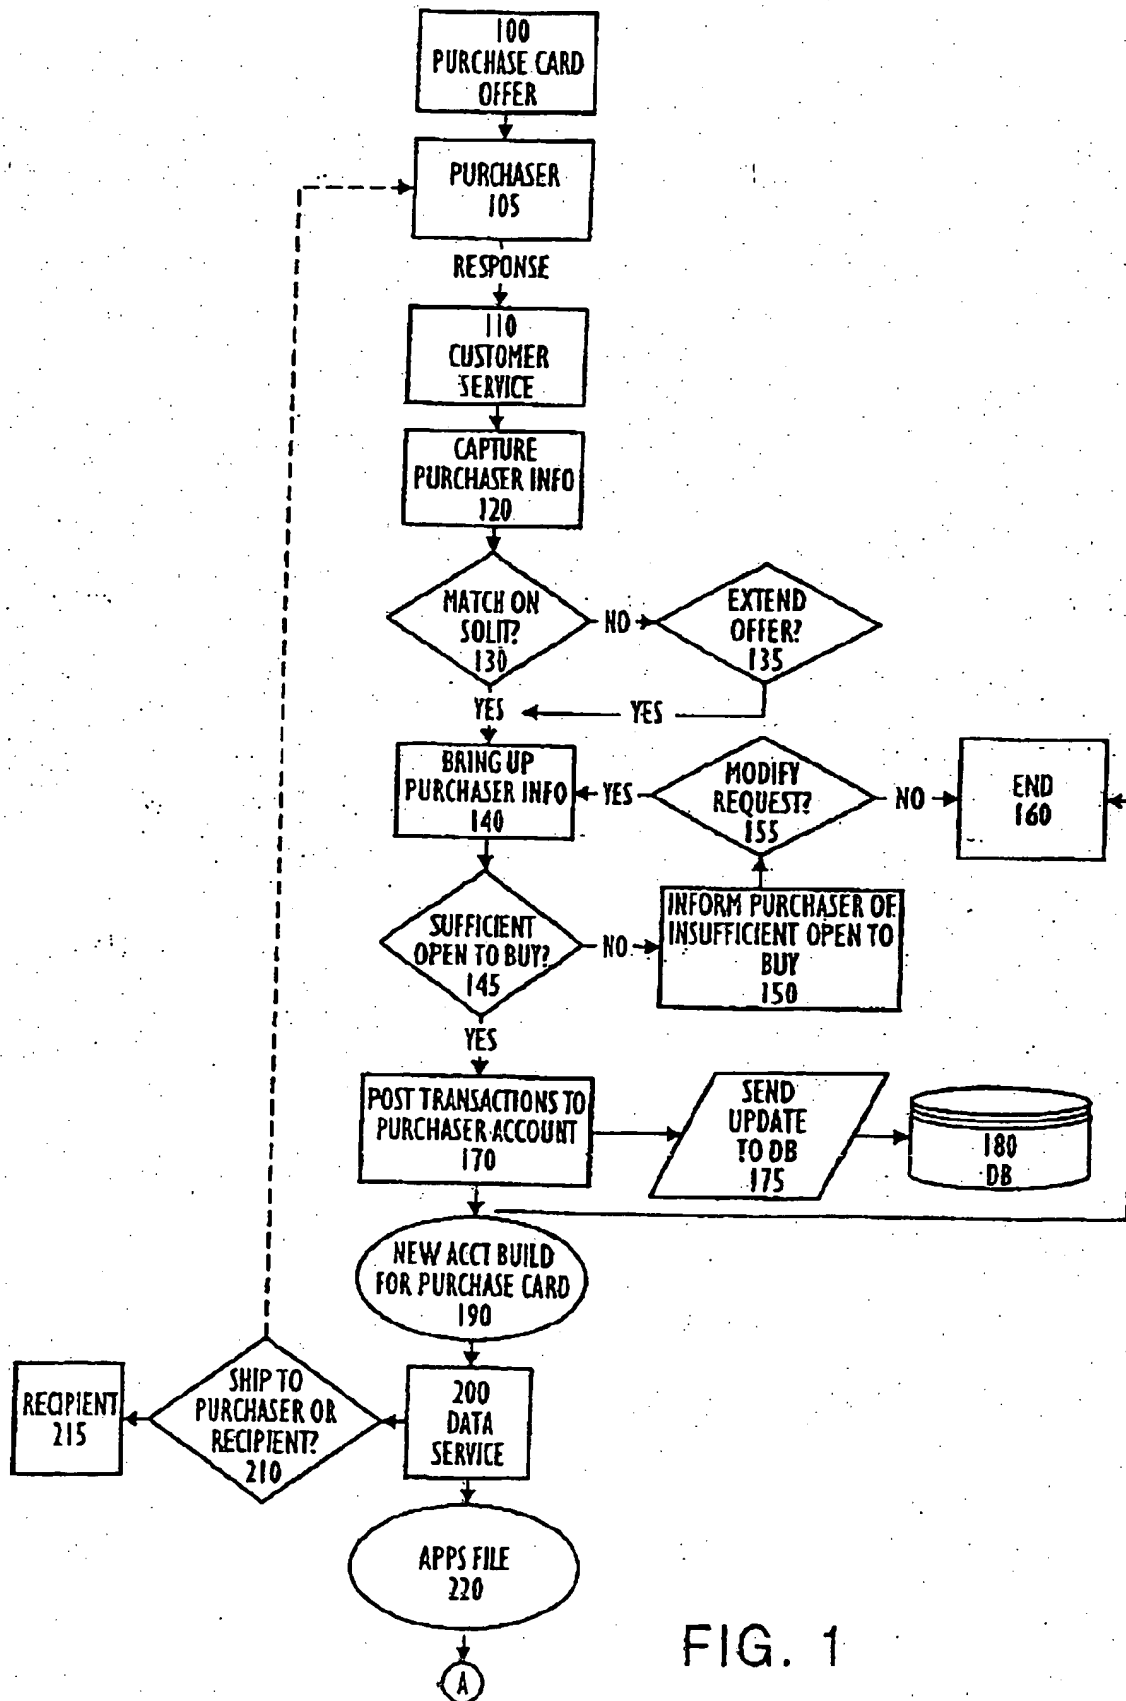 100
PURCHASE CARD
OFFER
PURCHASER
105
RESPONSE
110
CUSTOMER
SERVICE
CAPTURE
PURCHASER INFO
120
MATCH ON
SOLIT?
130
NO
EXTEND
OFFER?
135
YES
YES
BRING UP
PURCHASER INFO
140
YES
MODIFY
REQUEST?
155
NO
END
160
SUFFICIENT
OPEN TO BUY?
145
NO
INFORM PURCHASER OF
INSUFFICIENT OPEN TO
BUY
150
YES
POST TRANSACTIONS TO
PURCHASER ACCOUNT
170
SEND
UPDATE
TO DB
175
180
DB
NEW ACCT BUILD
FOR PURCHASE CARD
190
RECIPIENT
215
SHIP TO
PURCHASER OR
RECIPIENT?
210
200
DATA
SERVICE
APPS FILE
220
A
FIG. 1